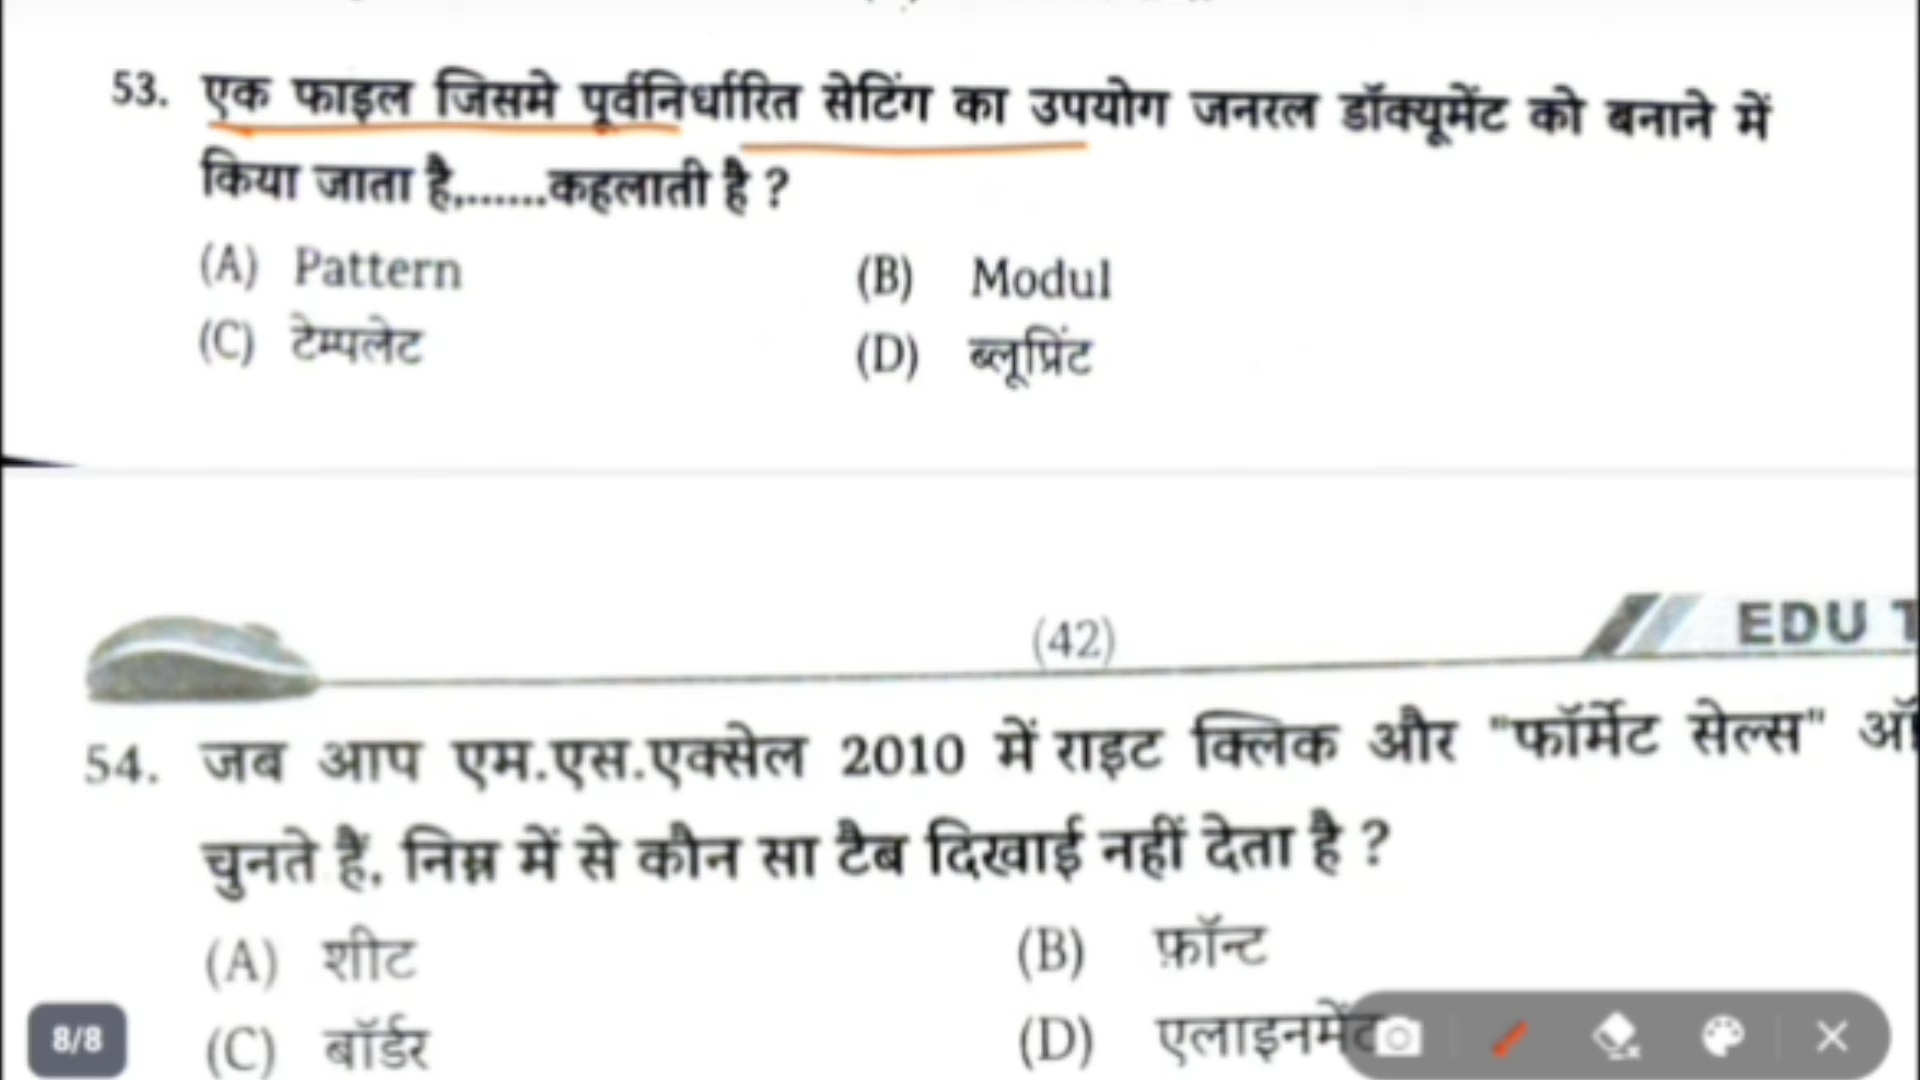 53. एक फाइल जिसमे पूर्वनिर्धारित सेटिंग का उपयोग जनरल डॉक्यूमेंट को बनाने में
किया जाता है,......कहलाती है ?
(A) Pattern (B) Modul
(C) टेम्पलेट (D) ब्लूप्रिंट
(42)
EDU
54. जब आप एम.एस.एक्सेल 2010 में राइट क्लिक और "फॉर्मेट सेल्स"
चुनते हैं, निम्न में से कौन सा टैब दिखाई नहीं देता है ?
(A) शीट (B) फ़ॉन्ट
(C) बॉर्डर (D) एलाइनमेंट
8/8